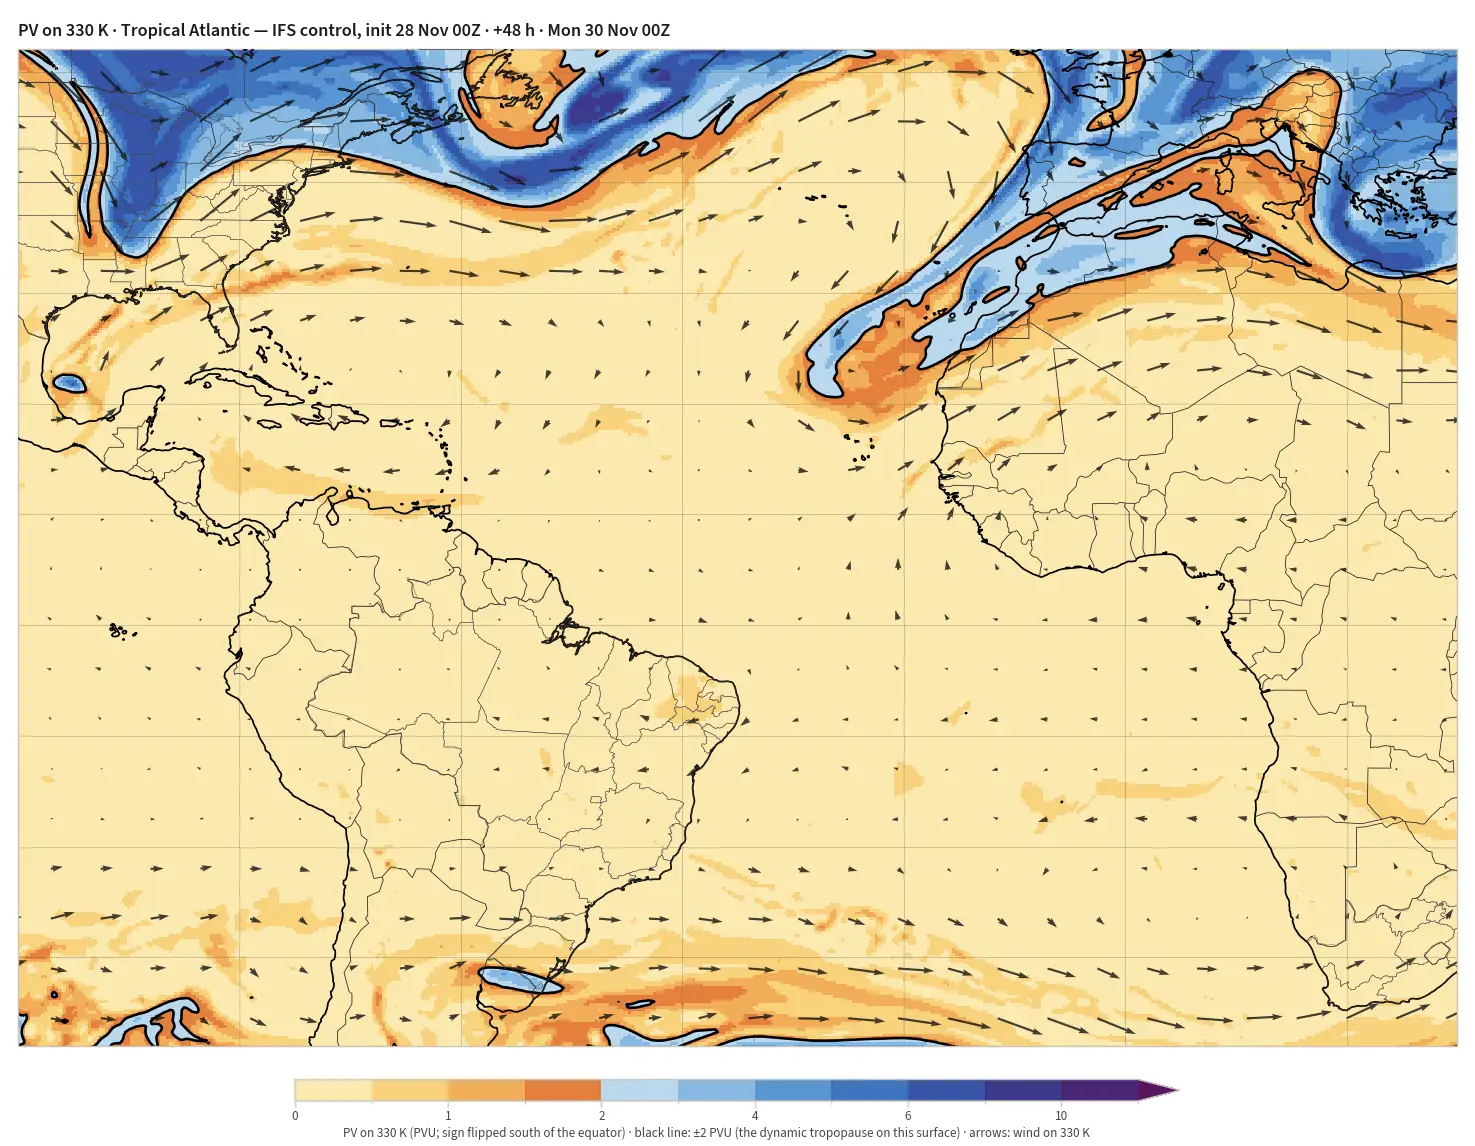 PV on 330 K · Tropical Atlantic — IFS control, init 28 Nov 00Z · +48 h · Mon 30 Nov 00Z
0 1 2 4 6 10
PV on 330 K (PVU; sign flipped south of the equator) · black line: ±2 PVU (the dynamic tropopause on this surface) · arrows: wind on 330 K